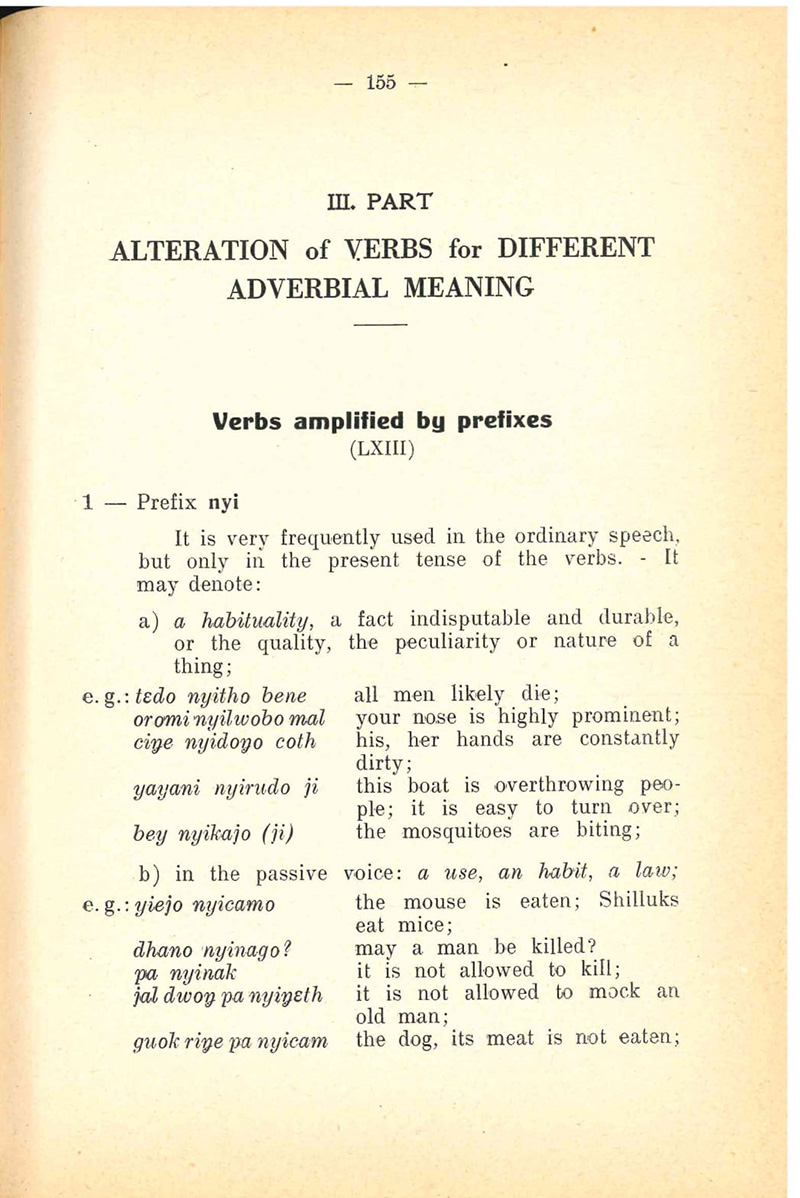 — 155 —
III. PART
ALTERATION of VERBS for DIFFERENT
ADVERBIAL MEANING
Verbs amplified by prefixes
(LXIII)
1 — Prefix nyi
It is very frequently used in the ordinary speech,
but only in the present tense of the verbs. - It
may denote:
a) a habituality, a fact indisputable and durable,
or the quality, the peculiarity or nature of a
thing;
e. g.: tɛdo nyitho bene all men likely die;
oromi nyilwobo mal your nose is highly prominent;
ciŋe nyidoŋo coth his, her hands are constantly
dirty;
yayani nyirudo ji this boat is overthrowing peo-
ple; it is easy to turn over;
bey nyikajo (ji) the mosquitoes are biting;
b) in the passive voice: a use, an habit, a law;
e. g.: yiejo nyicamo the mouse is eaten; Shilluks
eat mice;
dhano nyinago? may a man be killed?
pa nyinak it is not allowed to kill;
jal dwoŋ pa nyiŋɛth it is not allowed to mock an
old man;
guok riŋe pa nyicam the dog, its meat is not eaten;